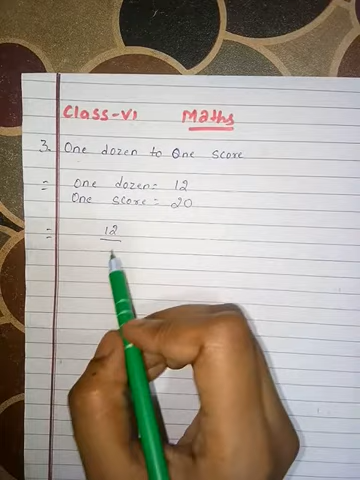 Class-VI Maths
3. One dozen to One score
= One dozen = 12
One score = 20
= 12